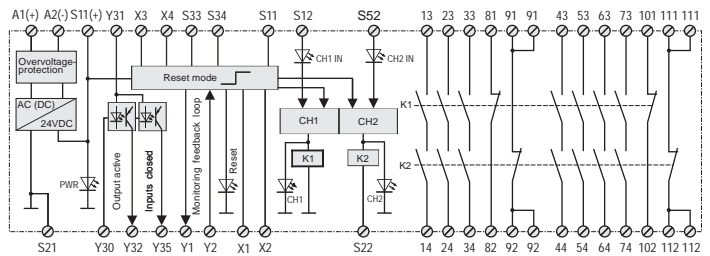 A1(+) A2(-) S11(+) Y31 X3 X4 S33 S34 S11 S12 S52 13 23 33 81 91 91 43 53 63 73 101 111 111
Overvoltage-
protection
AC (DC)
24VDC
PWR
Reset mode
CH1 IN
CH2 IN
Output active
Inputs closed
Monitoring feedback loop
Reset
CH1
CH2
K1
K2
CH1
CH2
K1
K2
S21 Y30 Y32 Y35 Y1 Y2 X1 X2 S22 14 24 34 82 92 92 44 54 64 74 102 112 112